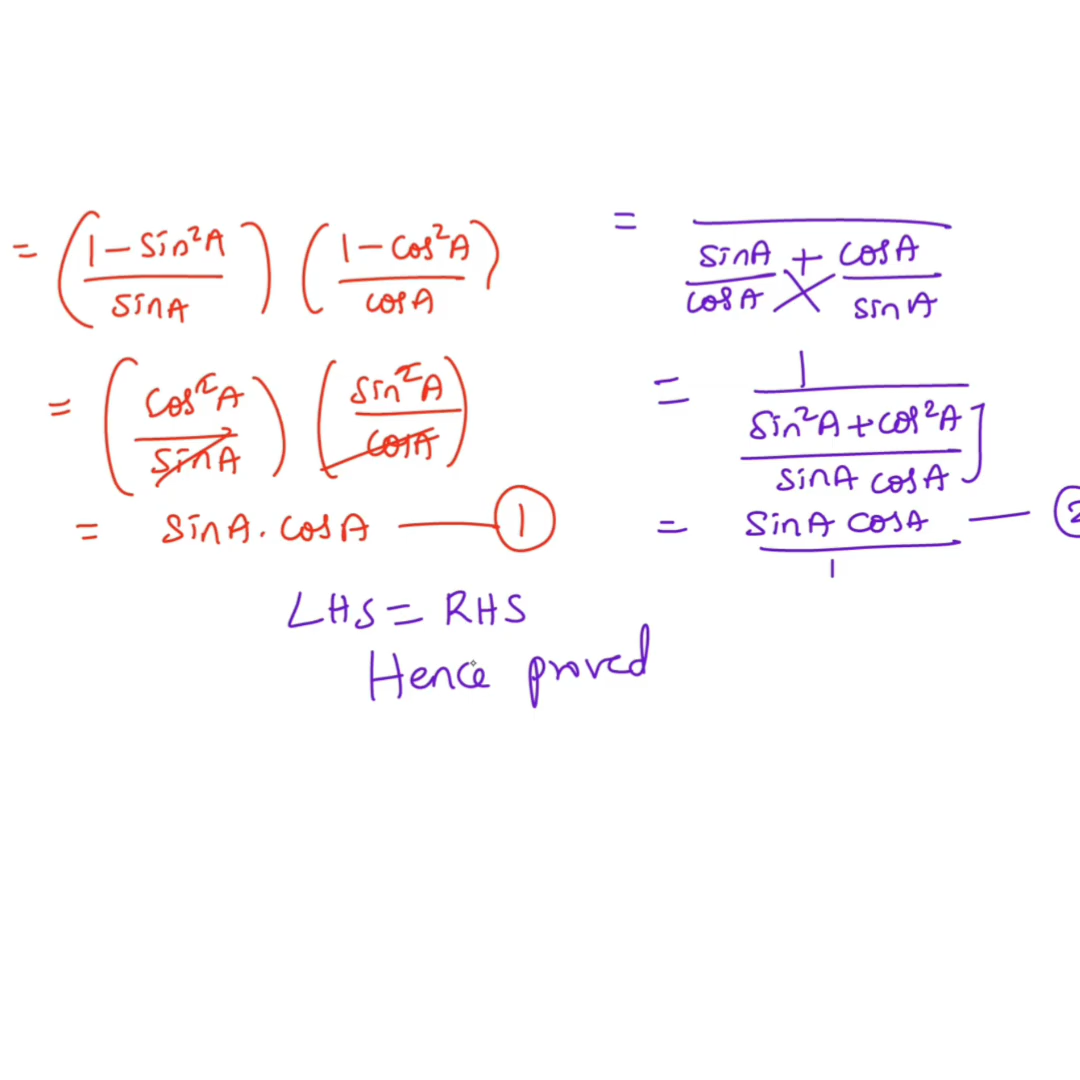 = ((1 - sin²A)/(sinA)) ((1 - cos²A)/(cosA))
= ((cos²A)/(sinA)) ((sin²A)/(cosA))
= sinA . cosA — ①
= 1/((sinA)/(cosA) + (cosA)/(sinA))
= 1/((sin²A + cos²A)/(sinA cosA))
= (sinA cosA)/1 — ②
LHS = RHS
Hence proved